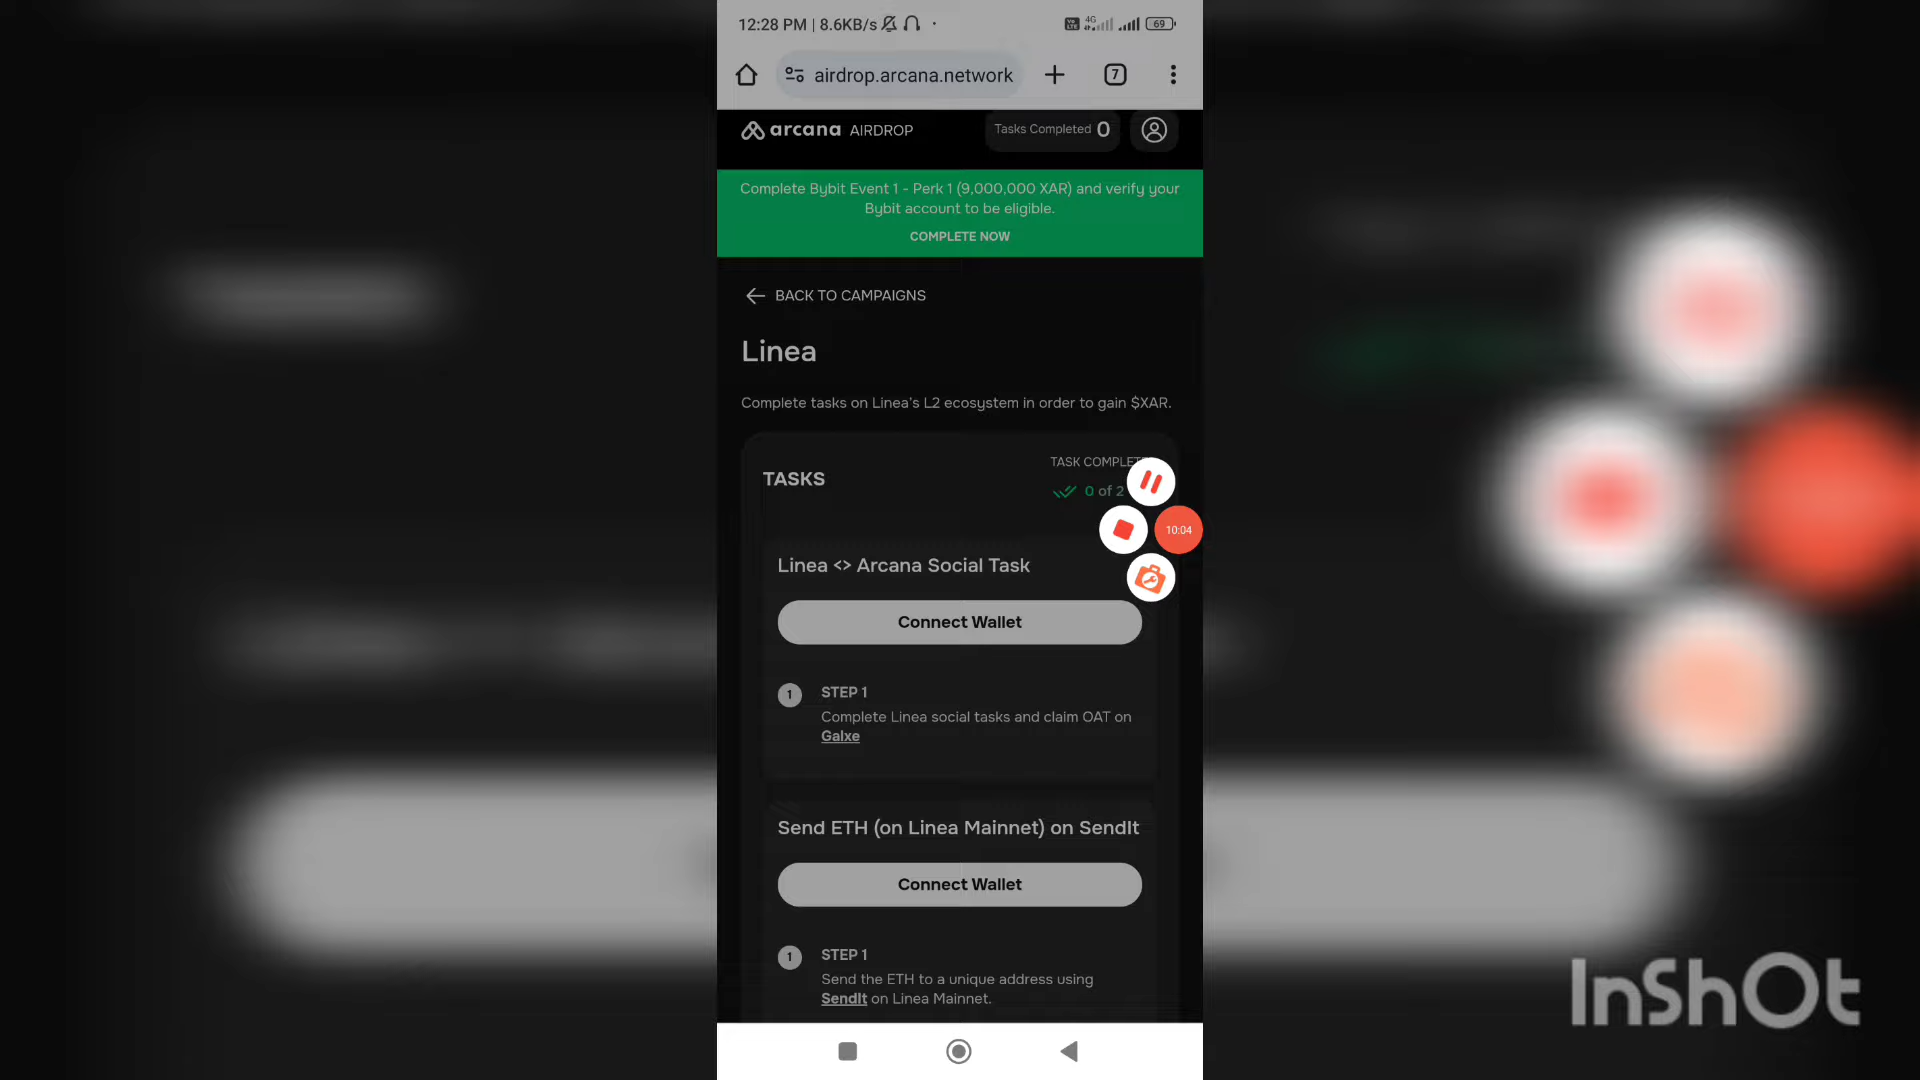 12:28 PM | 8.6KB/s
4G
69
airdrop.arcana.network
7
arcana AIRDROP
Tasks Completed 0
Complete Bybit Event 1 - Perk 1 (9,000,000 XAR) and verify your
Bybit account to be eligible.
COMPLETE NOW
BACK TO CAMPAIGNS
Linea
Complete tasks on Linea's L2 ecosystem in order to gain $XAR.
TASKS
TASK COMPLET
0 of 2
10:04
Linea <> Arcana Social Task
Connect Wallet
1 STEP 1
Complete Linea social tasks and claim OAT on
Galxe
Send ETH (on Linea Mainnet) on SendIt
Connect Wallet
1 STEP 1
Send the ETH to a unique address using
SendIt on Linea Mainnet.
InShOt